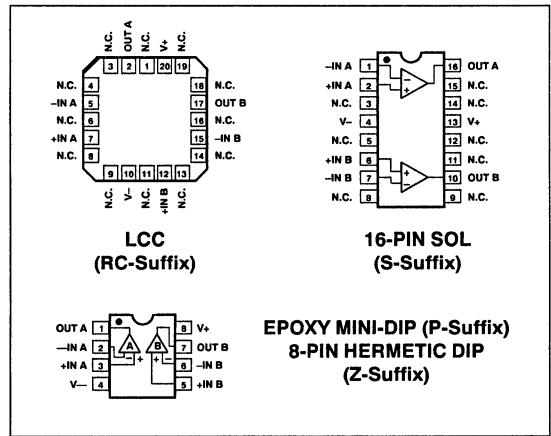 N.C. OUT A N.C. V+ N.C.
3 2 1 20 19
N.C. 4 18 N.C.
–IN A 5 17 OUT B
N.C. 6 16 N.C.
+IN A 7 15 –IN B
N.C. 8 14 N.C.
9 10 11 12 13
N.C. V– N.C. +IN B N.C.
LCC
(RC-Suffix)
–IN A 1 16 OUT A
+IN A 2 15 N.C.
N.C. 3 14 N.C.
V– 4 13 V+
N.C. 5 12 N.C.
+IN B 6 11 N.C.
–IN B 7 10 OUT B
N.C. 8 9 N.C.
– +
+ –
16-PIN SOL
(S-Suffix)
OUT A 1 8 V+
—IN A 2 A B 7 OUT B
+IN A 3 – + + – 6 –IN B
V— 4 5 +IN B
EPOXY MINI-DIP (P-Suffix)
8-PIN HERMETIC DIP
(Z-Suffix)